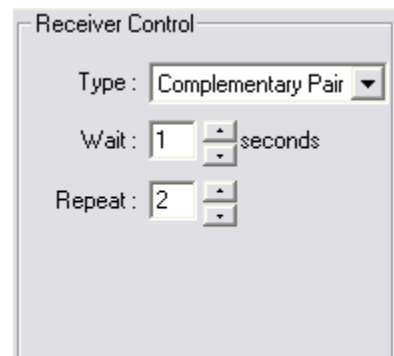 Receiver Control
Type : Complementary Pair
Wait : 1 seconds
Repeat : 2